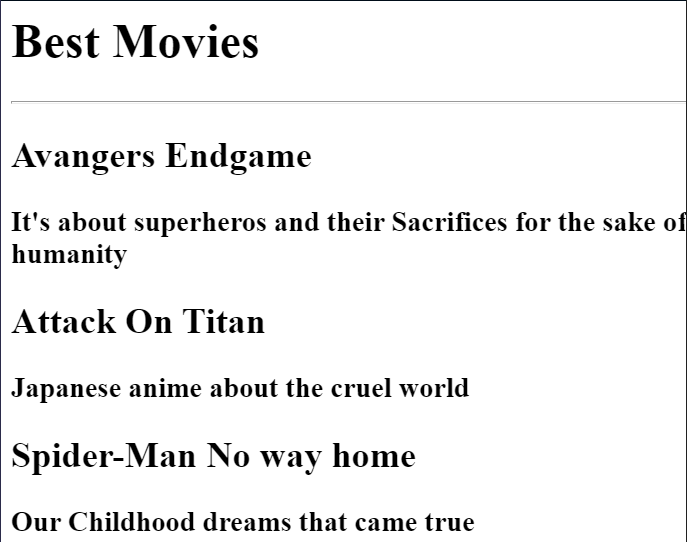 Best Movies
Avangers Endgame
It's about superheros and their Sacrifices for the sake of
humanity
Attack On Titan
Japanese anime about the cruel world
Spider-Man No way home
Our Childhood dreams that came true